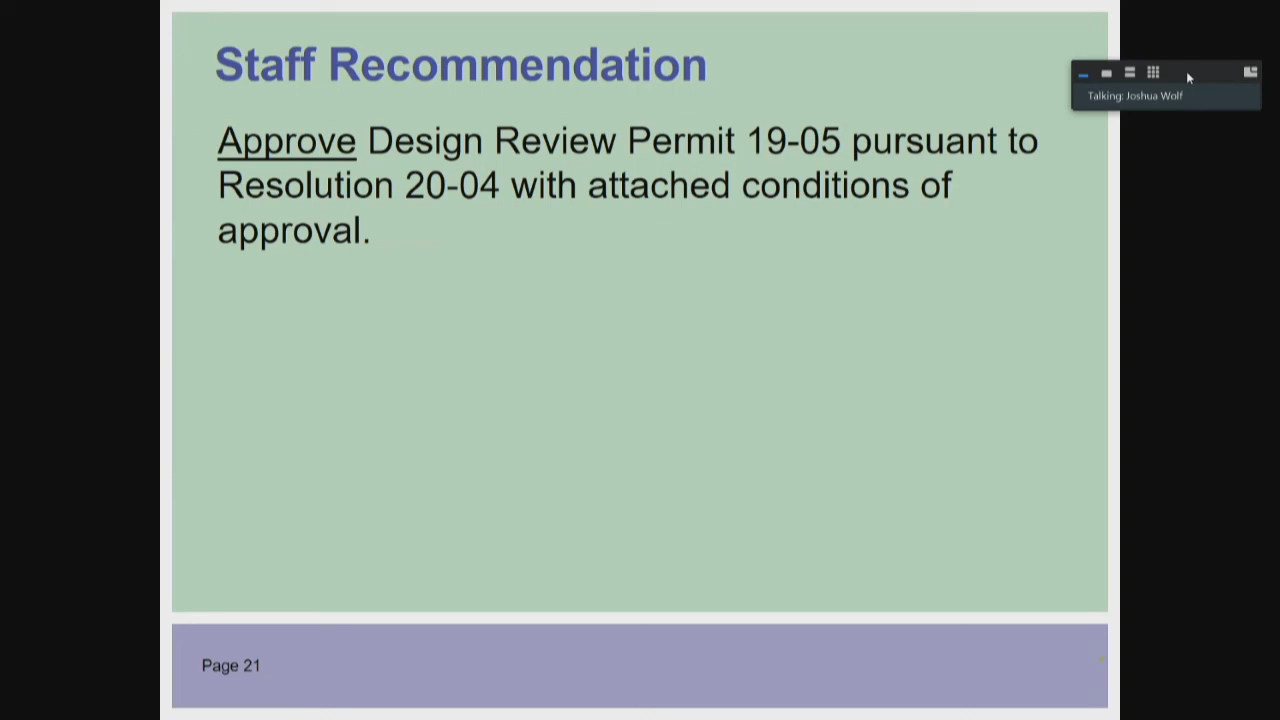 Staff Recommendation
Talking: Joshua Wolf
Approve Design Review Permit 19-05 pursuant to
Resolution 20-04 with attached conditions of
approval.
Page 21